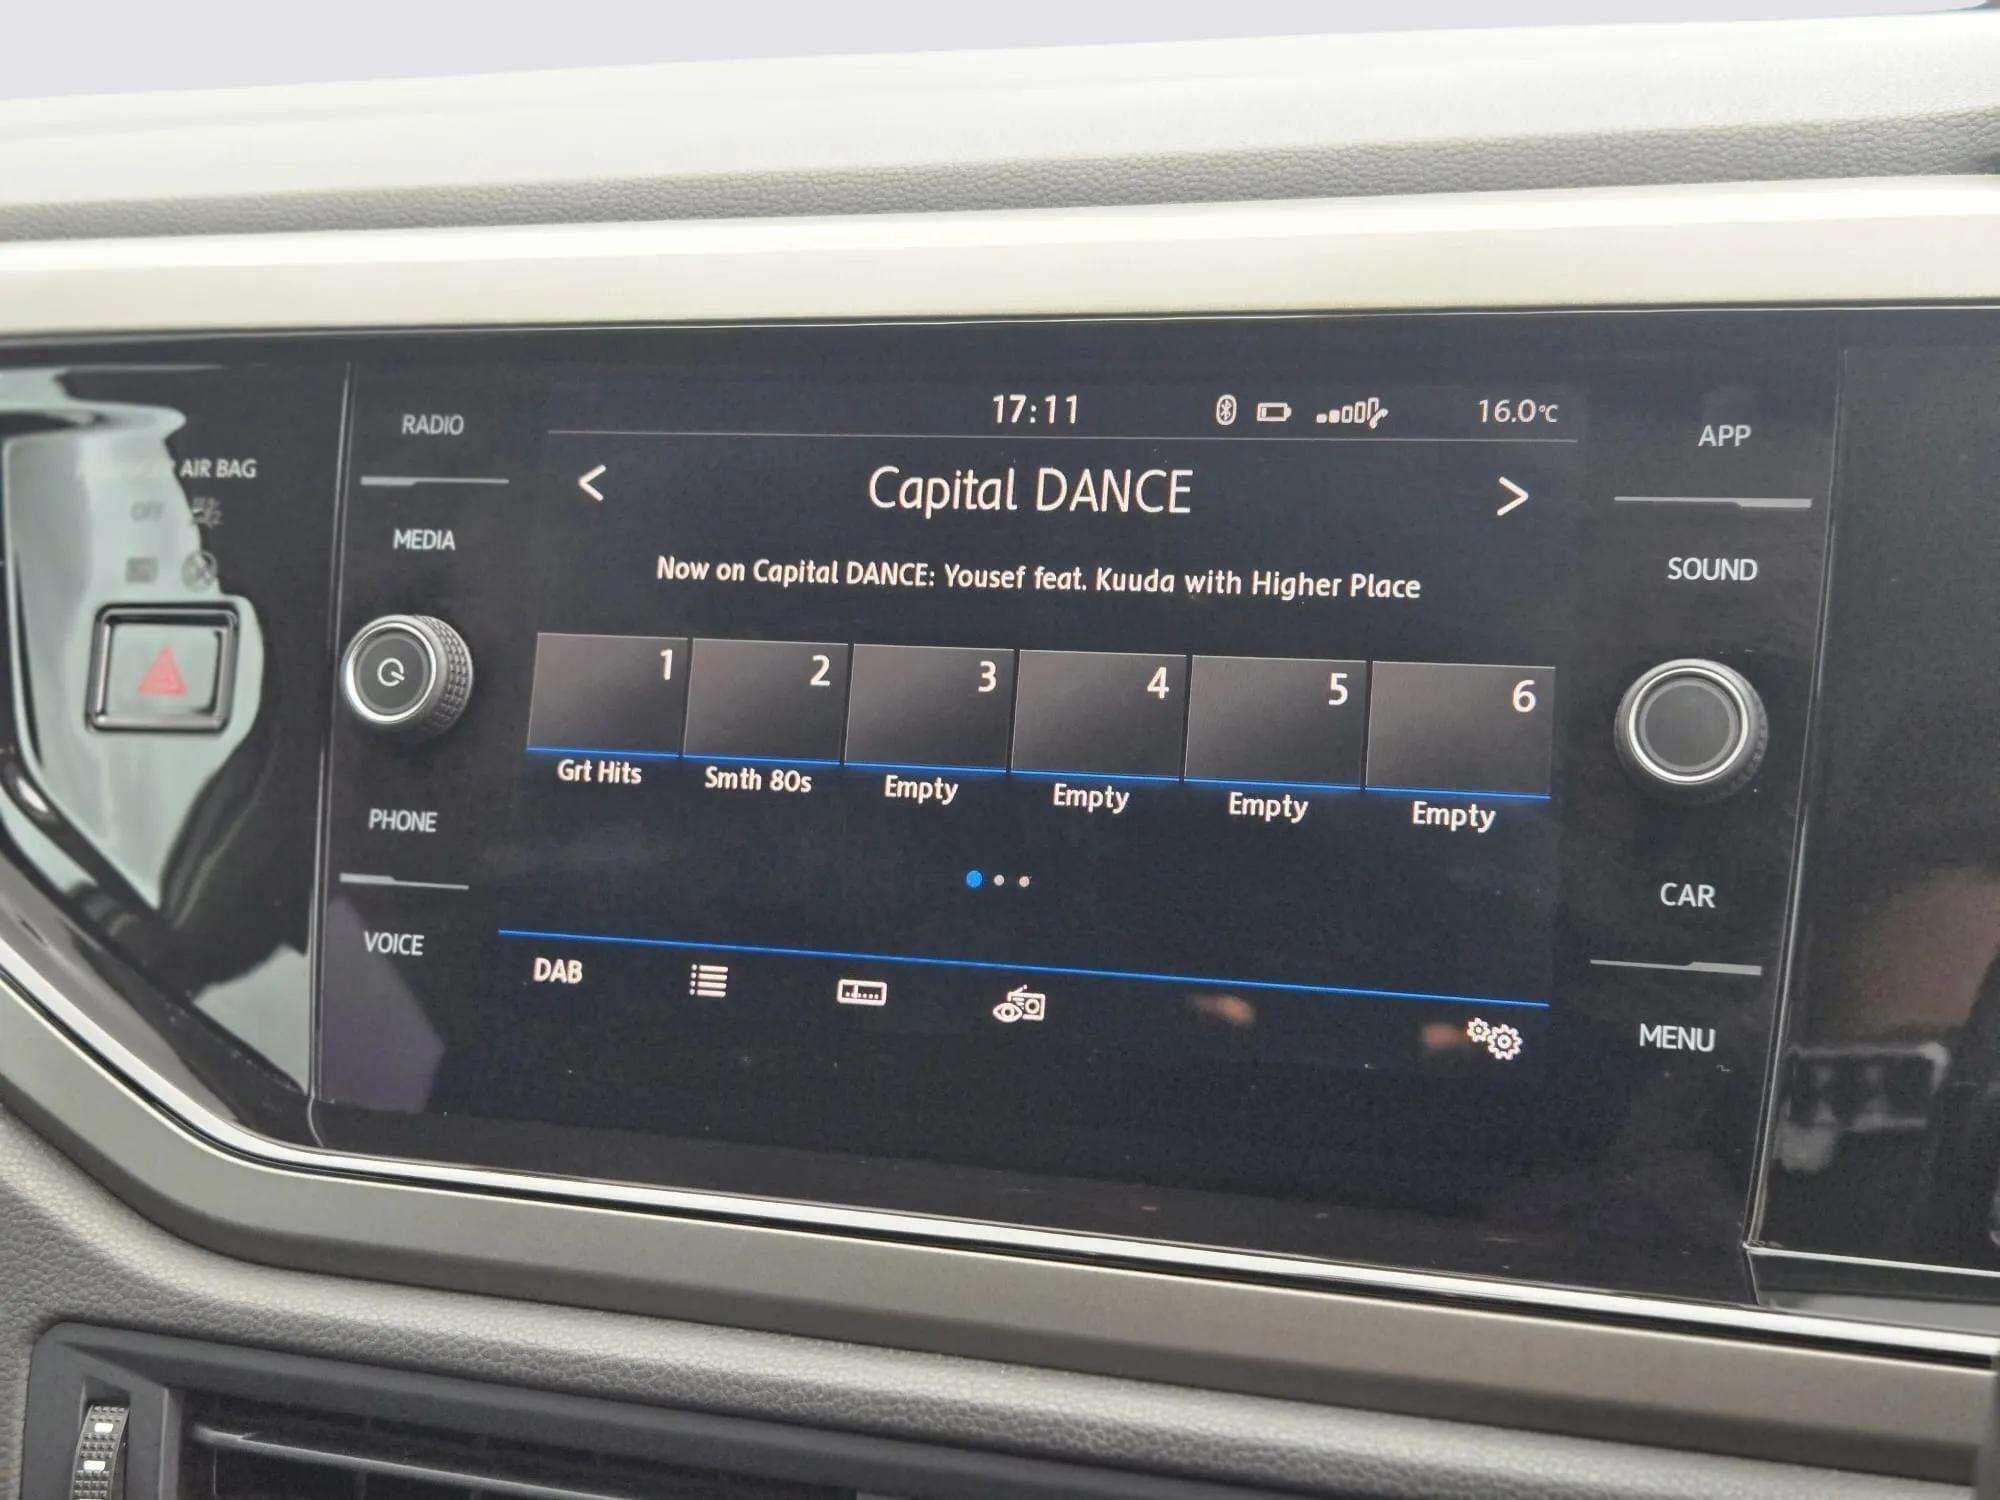 17:11
16.0°C
RADIO
MEDIA
PHONE
VOICE
AIR BAG
OFF
< Capital DANCE >
Now on Capital DANCE: Yousef feat. Kuuda with Higher Place
1 2 3 4 5 6
Grt Hits Smth 80s Empty Empty Empty Empty
DAB
APP
SOUND
CAR
MENU